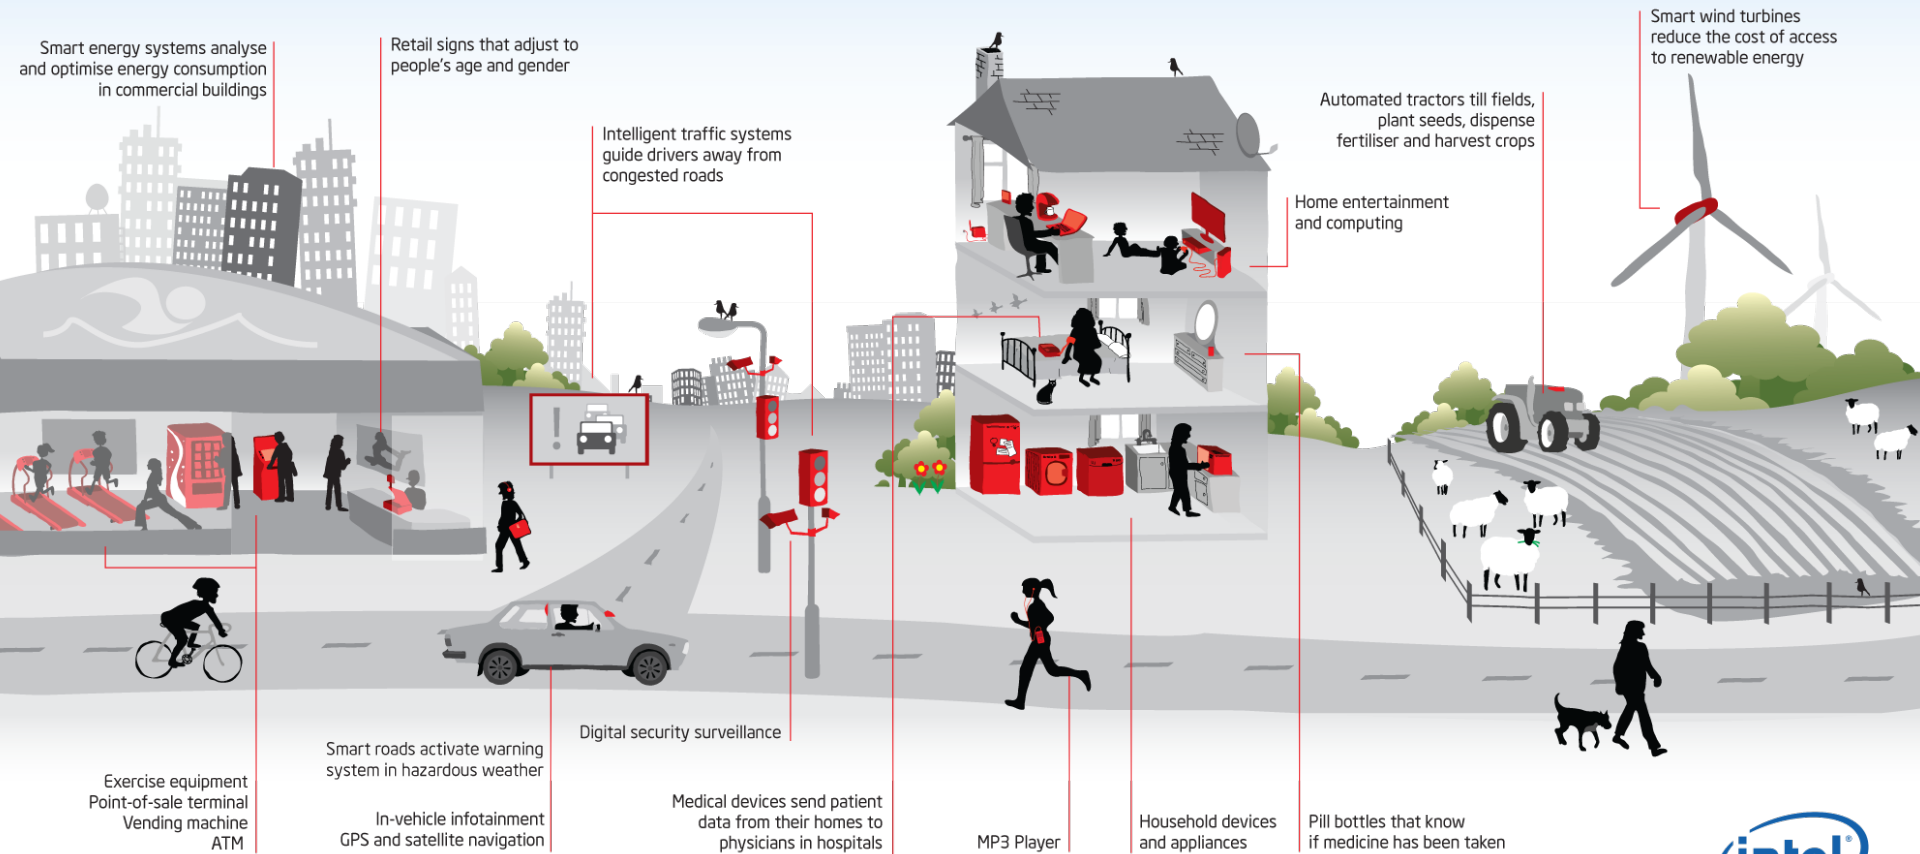 Smart energy systems analyse
and optimise energy consumption
in commercial buildings
Retail signs that adjust to
people's age and gender
Intelligent traffic systems
guide drivers away from
congested roads
Smart wind turbines
reduce the cost of access
to renewable energy
Automated tractors till fields,
plant seeds, dispense
fertiliser and harvest crops
Home entertainment
and computing
Digital security surveillance
Smart roads activate warning
system in hazardous weather
Exercise equipment
Point-of-sale terminal
Vending machine
ATM
In-vehicle infotainment
GPS and satellite navigation
Medical devices send patient
data from their homes to
physicians in hospitals
MP3 Player
Household devices
and appliances
Pill bottles that know
if medicine has been taken
intel®